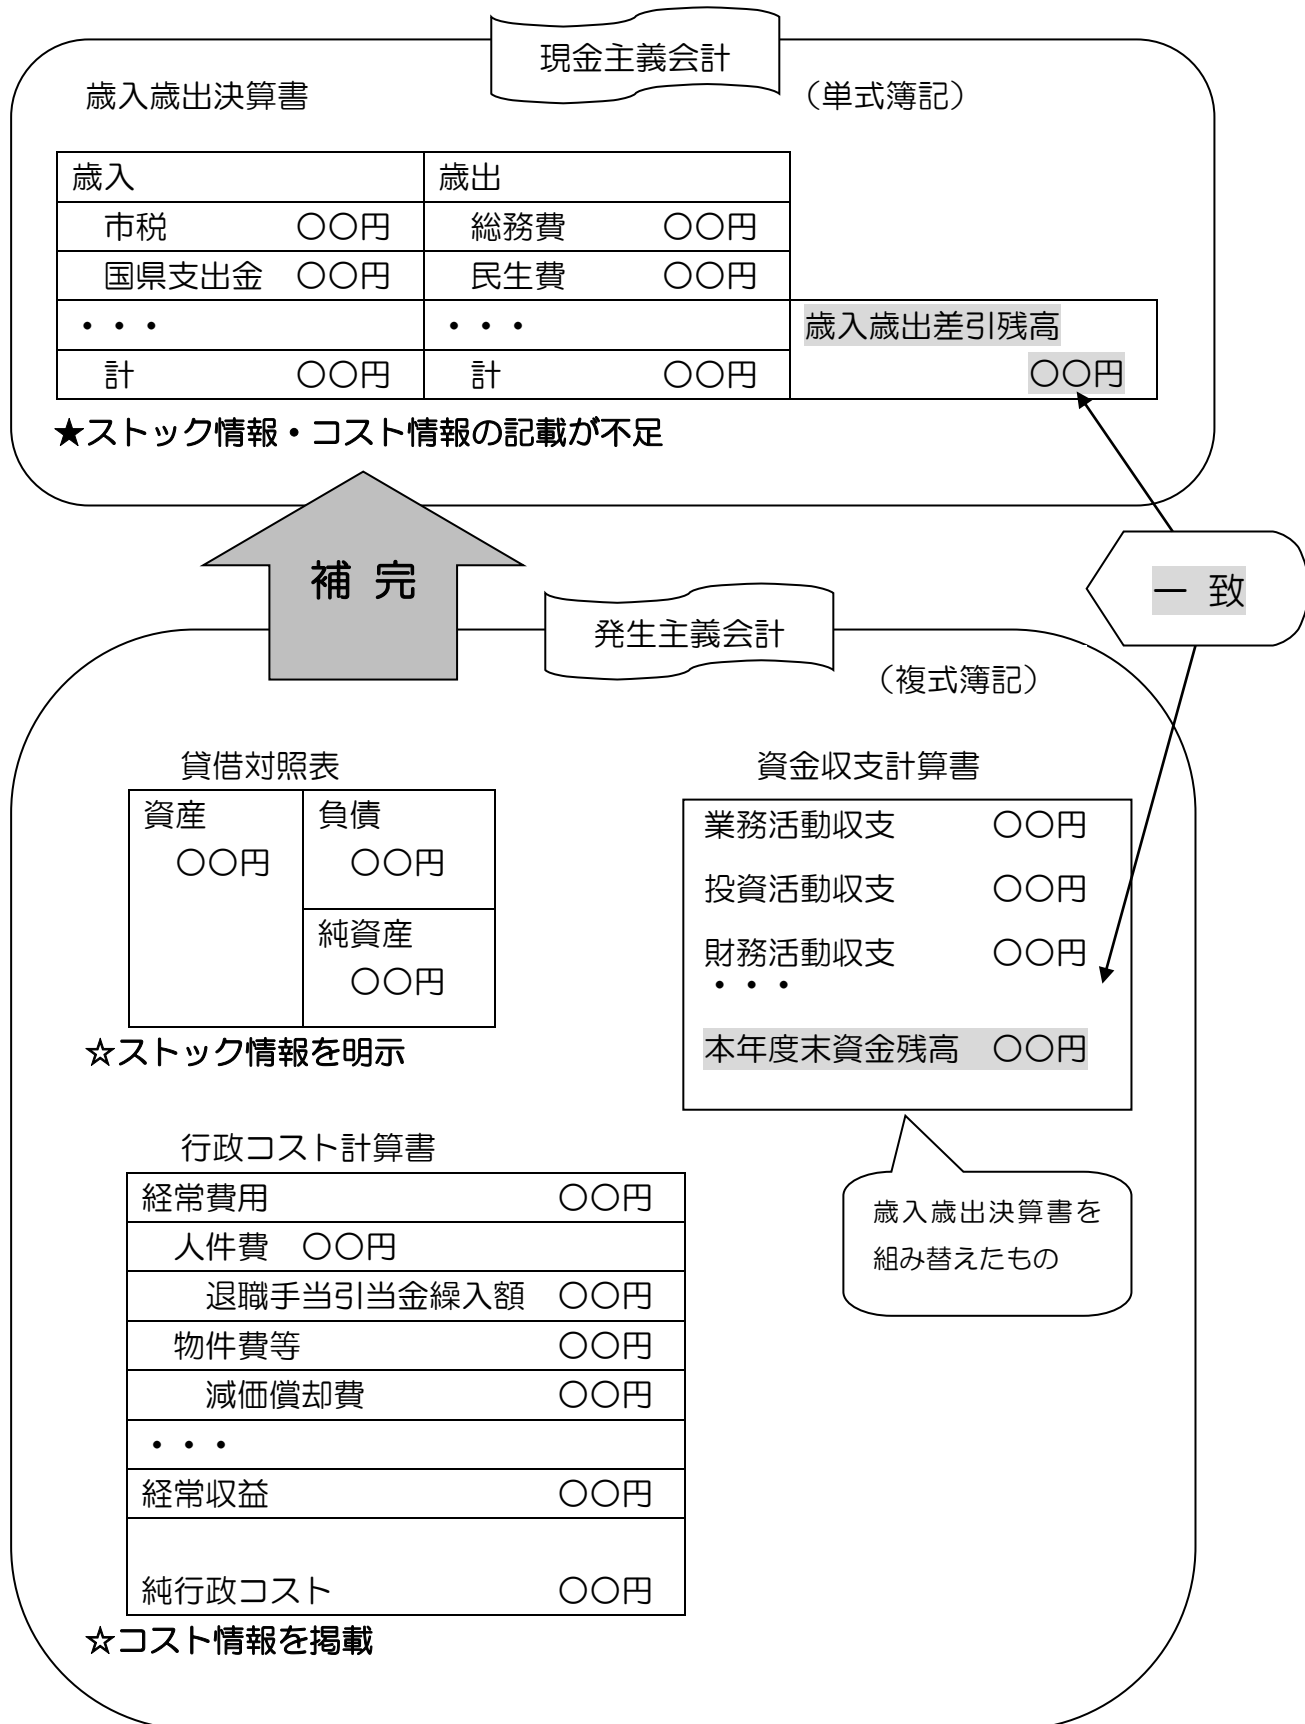 現金主義会計
歳入歳出決算書
（単式簿記）
歳入 歳出
市税 〇〇円 総務費 〇〇円
国県支出金 〇〇円 民生費 〇〇円
・・・ ・・・ 歳入歳出差引残高
計 〇〇円 計 〇〇円 〇〇円
★ストック情報・コスト情報の記載が不足
補 完
一 致
発生主義会計
（複式簿記）
貸借対照表
資産 負債
〇〇円 〇〇円
純資産
〇〇円
☆ストック情報を明示
資金収支計算書
業務活動収支 〇〇円
投資活動収支 〇〇円
財務活動収支 〇〇円
・・・
本年度末資金残高 〇〇円
歳入歳出決算書を
組み替えたもの
行政コスト計算書
経常費用 〇〇円
人件費 〇〇円
退職手当引当金繰入額 〇〇円
物件費等 〇〇円
減価償却費 〇〇円
・・・
経常収益 〇〇円
純行政コスト 〇〇円
☆コスト情報を掲載